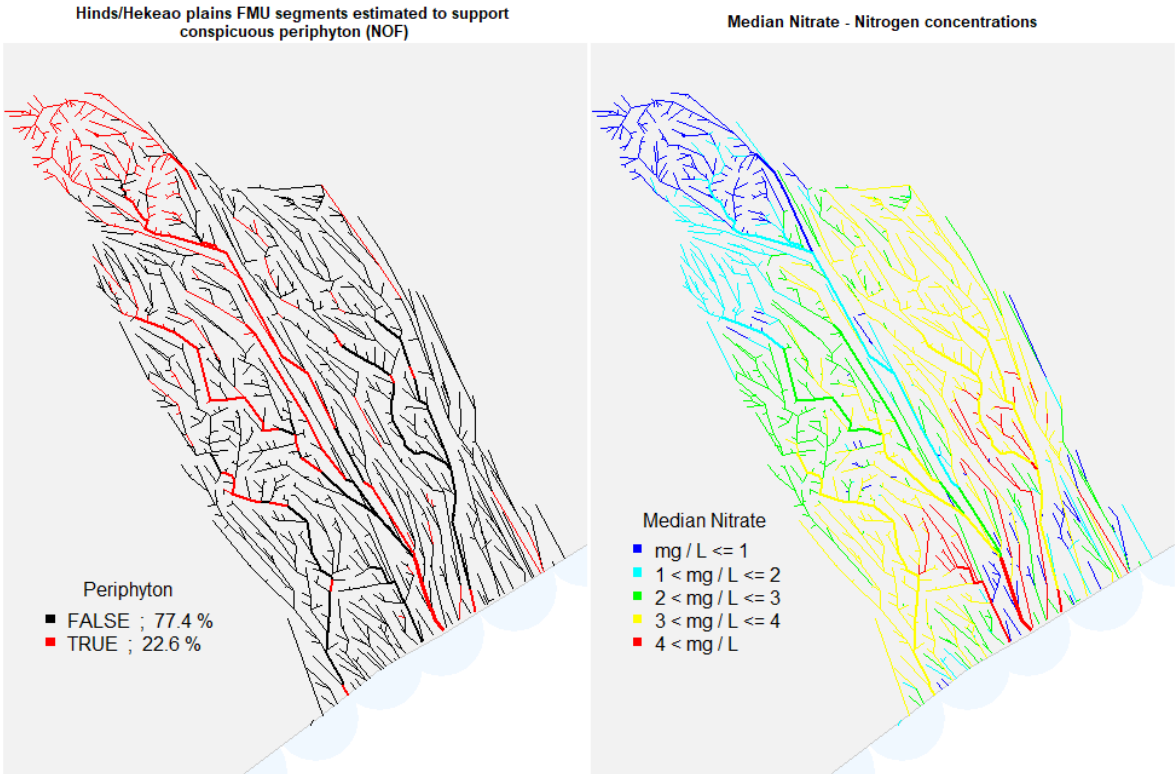 Hinds/Hekeao plains FMU segments estimated to support
conspicuous periphyton (NOF)
Periphyton
FALSE ; 77.4 %
TRUE ; 22.6 %
Median Nitrate - Nitrogen concentrations
Median Nitrate
mg / L <= 1
1 < mg / L <= 2
2 < mg / L <= 3
3 < mg / L <= 4
4 < mg / L